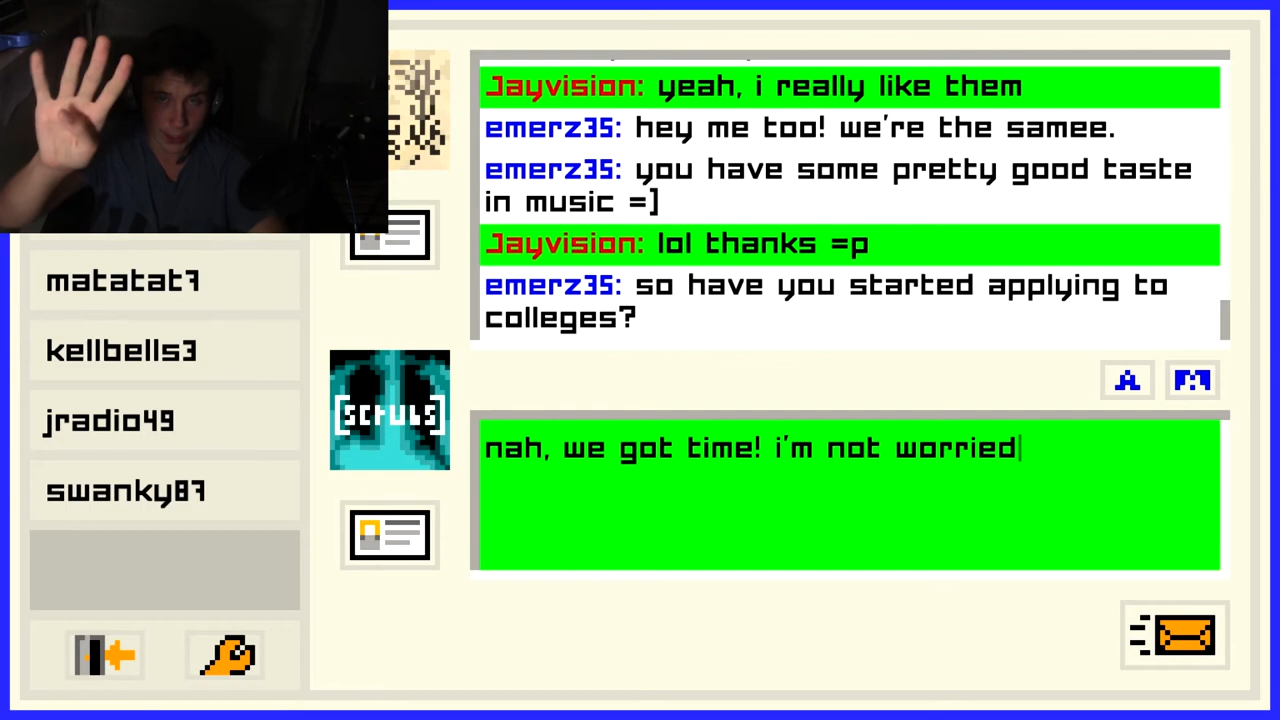 Jayvision: yeah, i really like them
emerz35: hey me too! we're the samee.
emerz35: you have some pretty good taste
in music =]
Jayvision: lol thanks =p
emerz35: so have you started applying to
colleges?
matatat7
kellbells3
jradio49
swanky87
[scrubs]
A
nah, we got time! i'm not worried